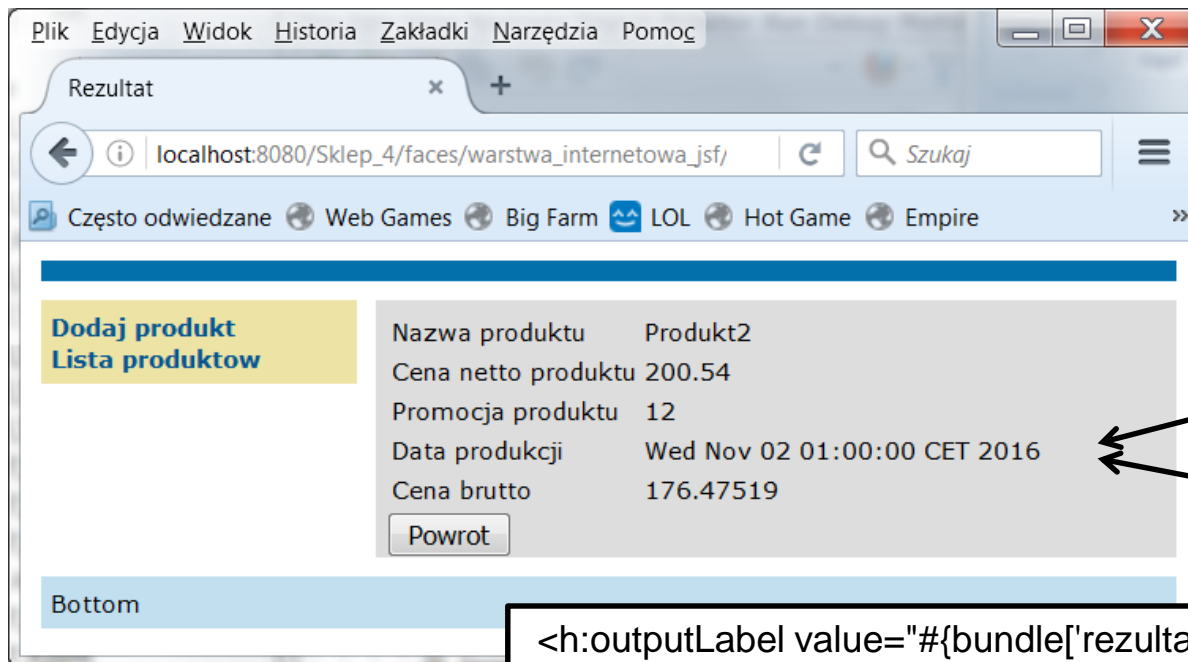 Plik Edycja Widok Historia Zakładki Narzędzia Pomoc
Rezultat
localhost:8080/Sklep_4/faces/warstwa_internetowa_jsf/
Szukaj
Często odwiedzane Web Games Big Farm LOL Hot Game Empire »
Dodaj produkt
Lista produktow
Nazwa produktu Produkt2
Cena netto produktu 200.54
Promocja produktu 12
Data produkcji Wed Nov 02 01:00:00 CET 2016
Cena brutto 176.47519
Powrot
Bottom
<h:outputLabel value="#{bundle['rezulta